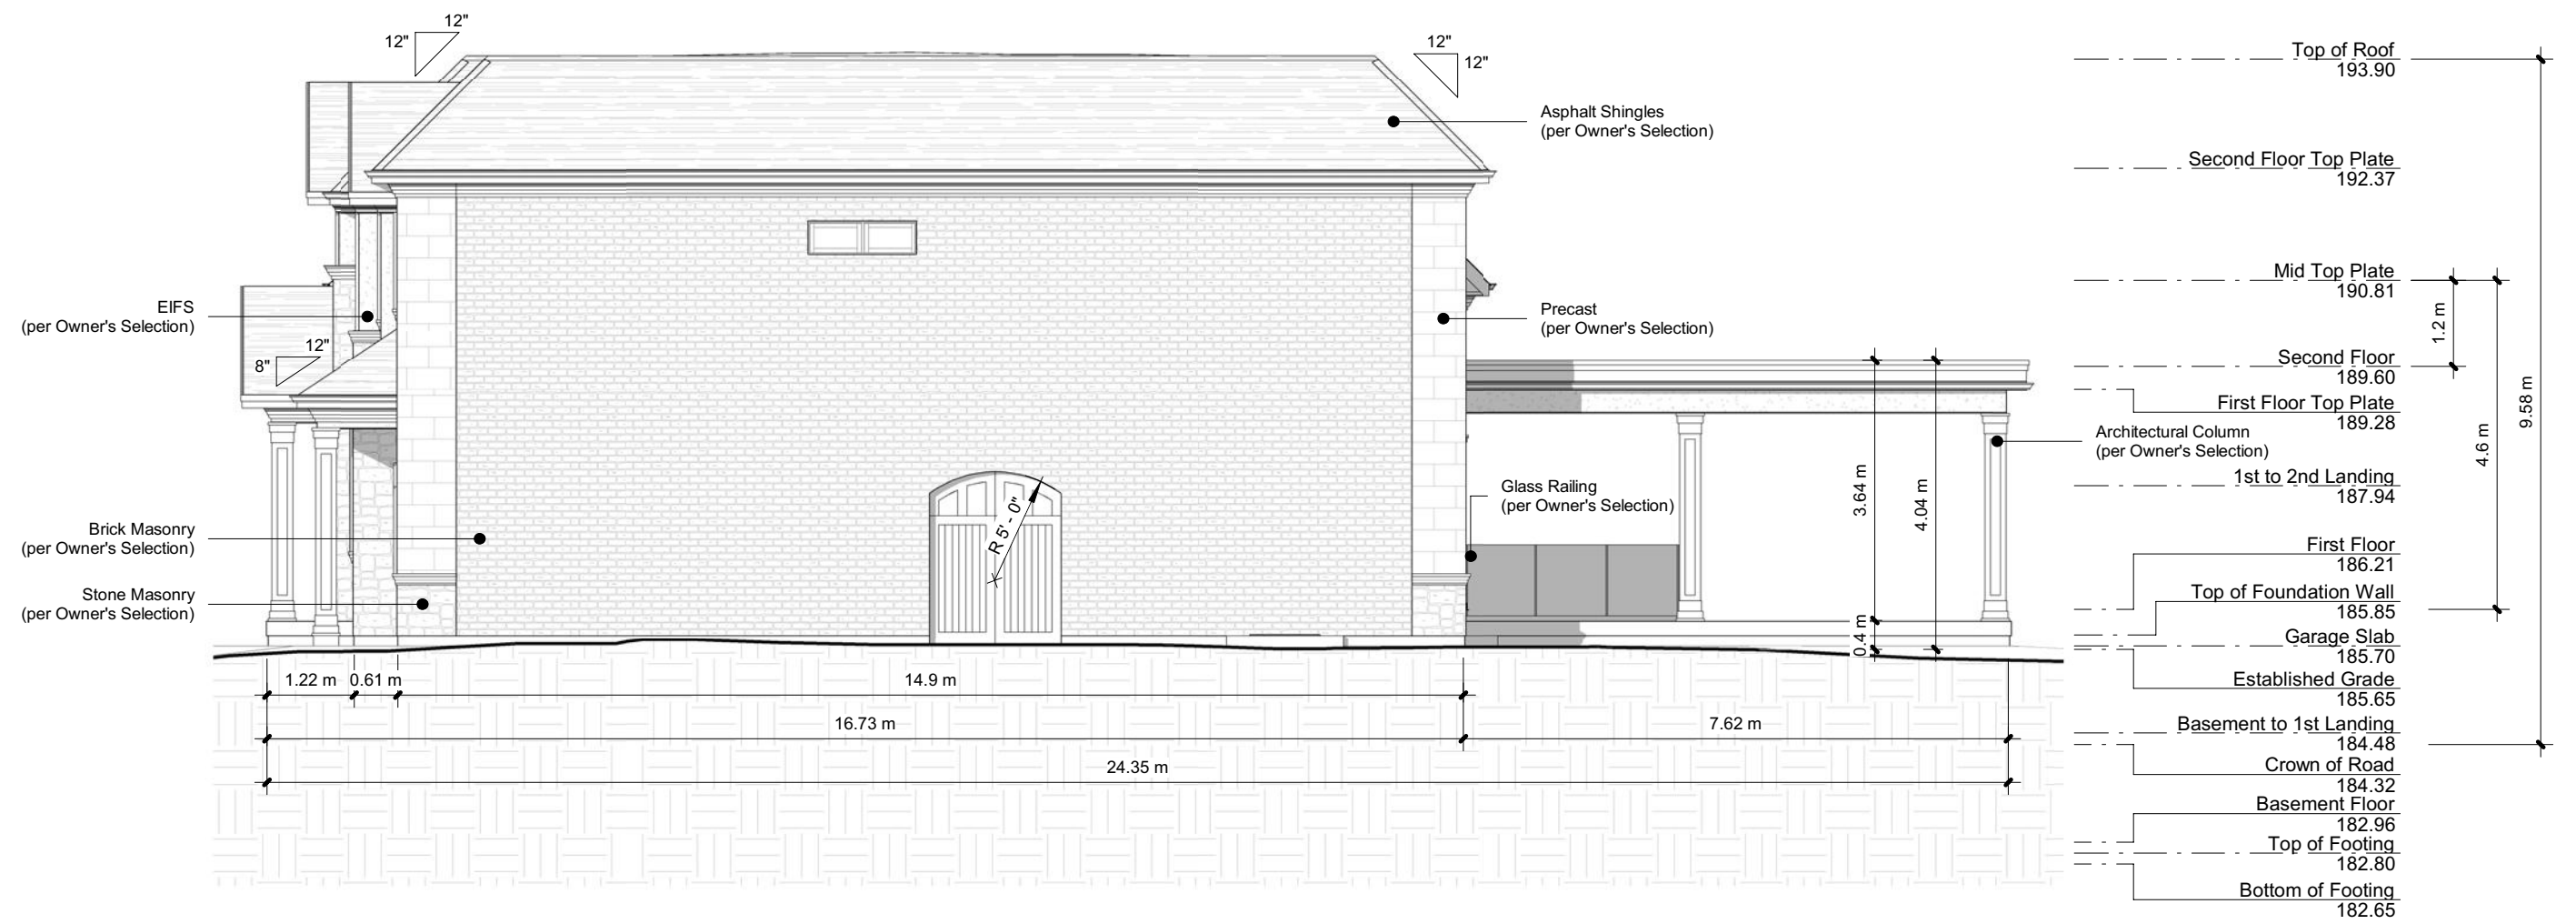 12"
12"
12"
12"
Asphalt Shingles
(per Owner's Selection)
EIFS
(per Owner's Selection)
8"
12"
Precast
(per Owner's Selection)
Brick Masonry
(per Owner's Selection)
Stone Masonry
(per Owner's Selection)
R 5' - 0"
Glass Railing
(per Owner's Selection)
Architectural Column
(per Owner's Selection)
3.64 m
4.04 m
0.4 m
1.22 m
0.61 m
14.9 m
16.73 m
7.62 m
24.35 m
Top of Roof
193.90
Second Floor Top Plate
192.37
Mid Top Plate
190.81
Second Floor
189.60
First Floor Top Plate
189.28
1st to 2nd Landing
187.94
First Floor
186.21
Top of Foundation Wall
185.85
Garage Slab
185.70
Established Grade
185.65
Basement to 1st Landing
184.48
Crown of Road
184.32
Basement Floor
182.96
Top of Footing
182.80
Bottom of Footing
182.65
1.2 m
4.6 m
9.58 m